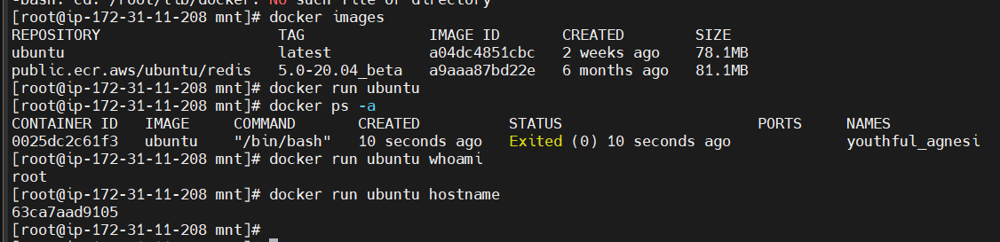 -bash: cd: /root/lib/docker: No such file or directory
[root@ip-172-31-11-208 mnt]# docker images
REPOSITORY                    TAG              IMAGE ID       CREATED        SIZE
ubuntu                        latest           a04dc4851cbc   2 weeks ago    78.1MB
public.ecr.aws/ubuntu/redis   5.0-20.04_beta   a9aaa87bd22e   6 months ago   81.1MB
[root@ip-172-31-11-208 mnt]# docker run ubuntu
[root@ip-172-31-11-208 mnt]# docker ps -a
CONTAINER ID   IMAGE     COMMAND       CREATED          STATUS                      PORTS     NAMES
0025dc2c61f3   ubuntu    "/bin/bash"   10 seconds ago   Exited (0) 10 seconds ago             youthful_agnesi
[root@ip-172-31-11-208 mnt]# docker run ubuntu whoami
root
[root@ip-172-31-11-208 mnt]# docker run ubuntu hostname
63ca7aad9105
[root@ip-172-31-11-208 mnt]#